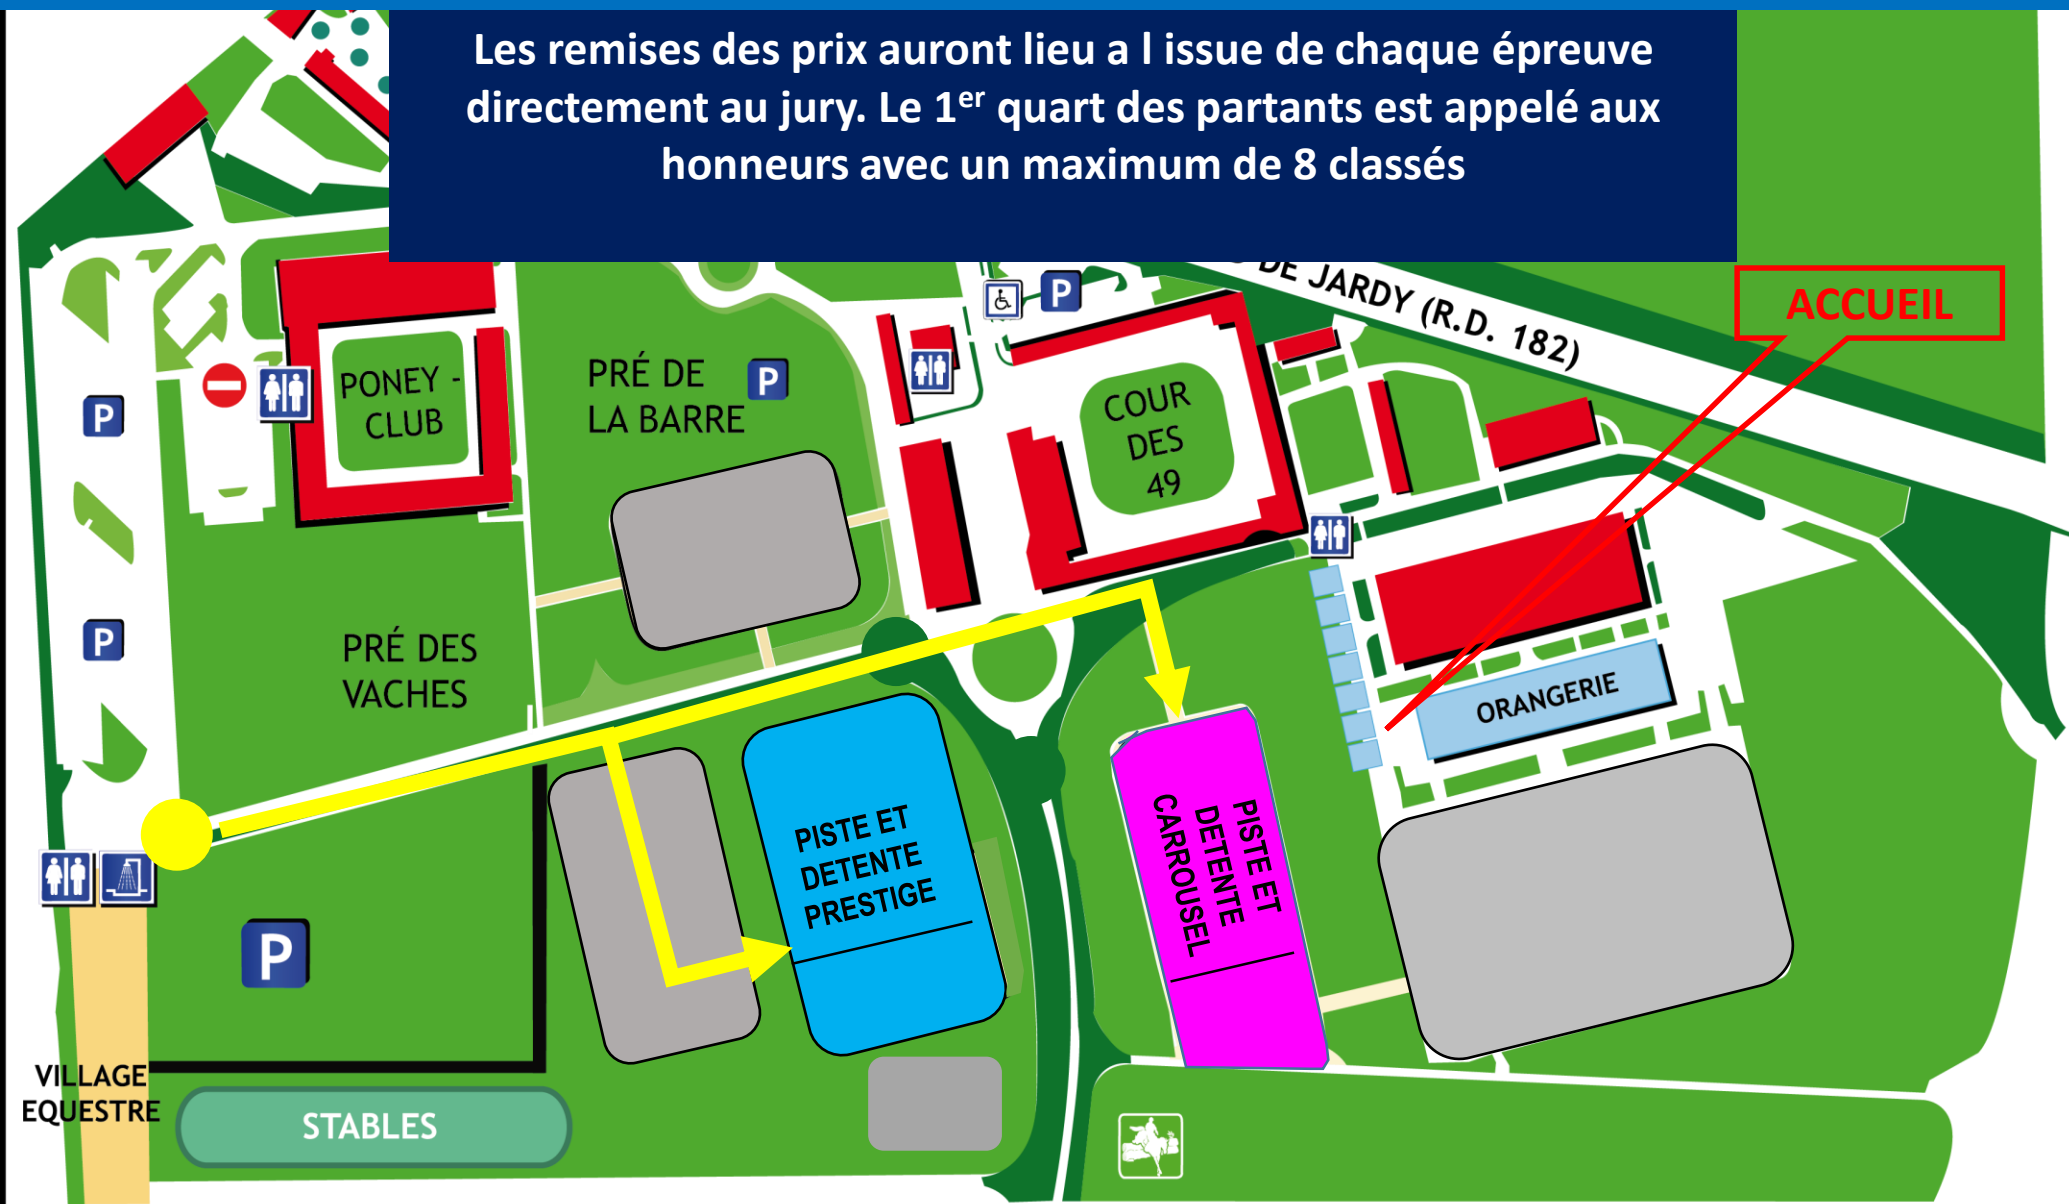 Les remises des prix auront lieu a l issue de chaque épreuve
directement au jury. Le 1er quart des partants est appelé aux
honneurs avec un maximum de 8 classés
DE JARDY (R.D. 182)
ACCUEIL
P
PONEY -
CLUB
PRÉ DE
LA BARRE
P
P
COUR
DES
49
P
PRÉ DES
VACHES
ORANGERIE
PISTE ET
DETENTE
PRESTIGE
PISTE ET
DETENTE
CARROUSEL
P
VILLAGE
EQUESTRE
STABLES